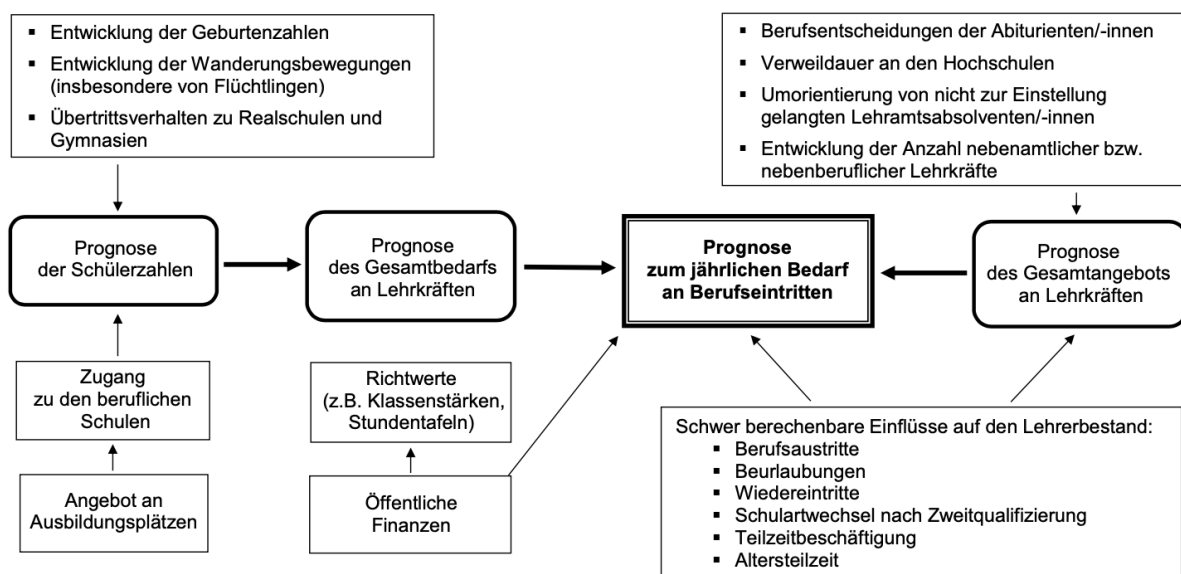 ▪ Entwicklung der Geburtenzahlen
▪ Entwicklung der Wanderungsbewegungen
(insbesondere von Flüchtlingen)
▪ Übertrittsverhalten zu Realschulen und
Gymnasien
▪ Berufsentscheidungen der Abiturienten/-innen
▪ Verweildauer an den Hochschulen
▪ Umorientierung von nicht zur Einstellung
gelangten Lehramtsabsolventen/-innen
▪ Entwicklung der Anzahl nebenamtlicher bzw.
nebenberuflicher Lehrkräfte
Prognose
der Schülerzahlen
Prognose
des Gesamtbedarfs
an Lehrkräften
Prognose
zum jährlichen Bedarf
an Berufseintritten
Prognose
des Gesamtangebots
an Lehrkräften
Zugang
zu den beruflichen
Schulen
Richtwerte
(z.B. Klassenstärken,
Stundentafeln)
Angebot an
Ausbildungsplätzen
Öffentliche
Finanzen
Schwer berechenbare Einflüsse auf den Lehrerbestand:
▪ Berufsaustritte
▪ Beurlaubungen
▪ Wiedereintritte
▪ Schulartwechsel nach Zweitqualifizierung
▪ Teilzeitbeschäftigung
▪ Altersteilzeit